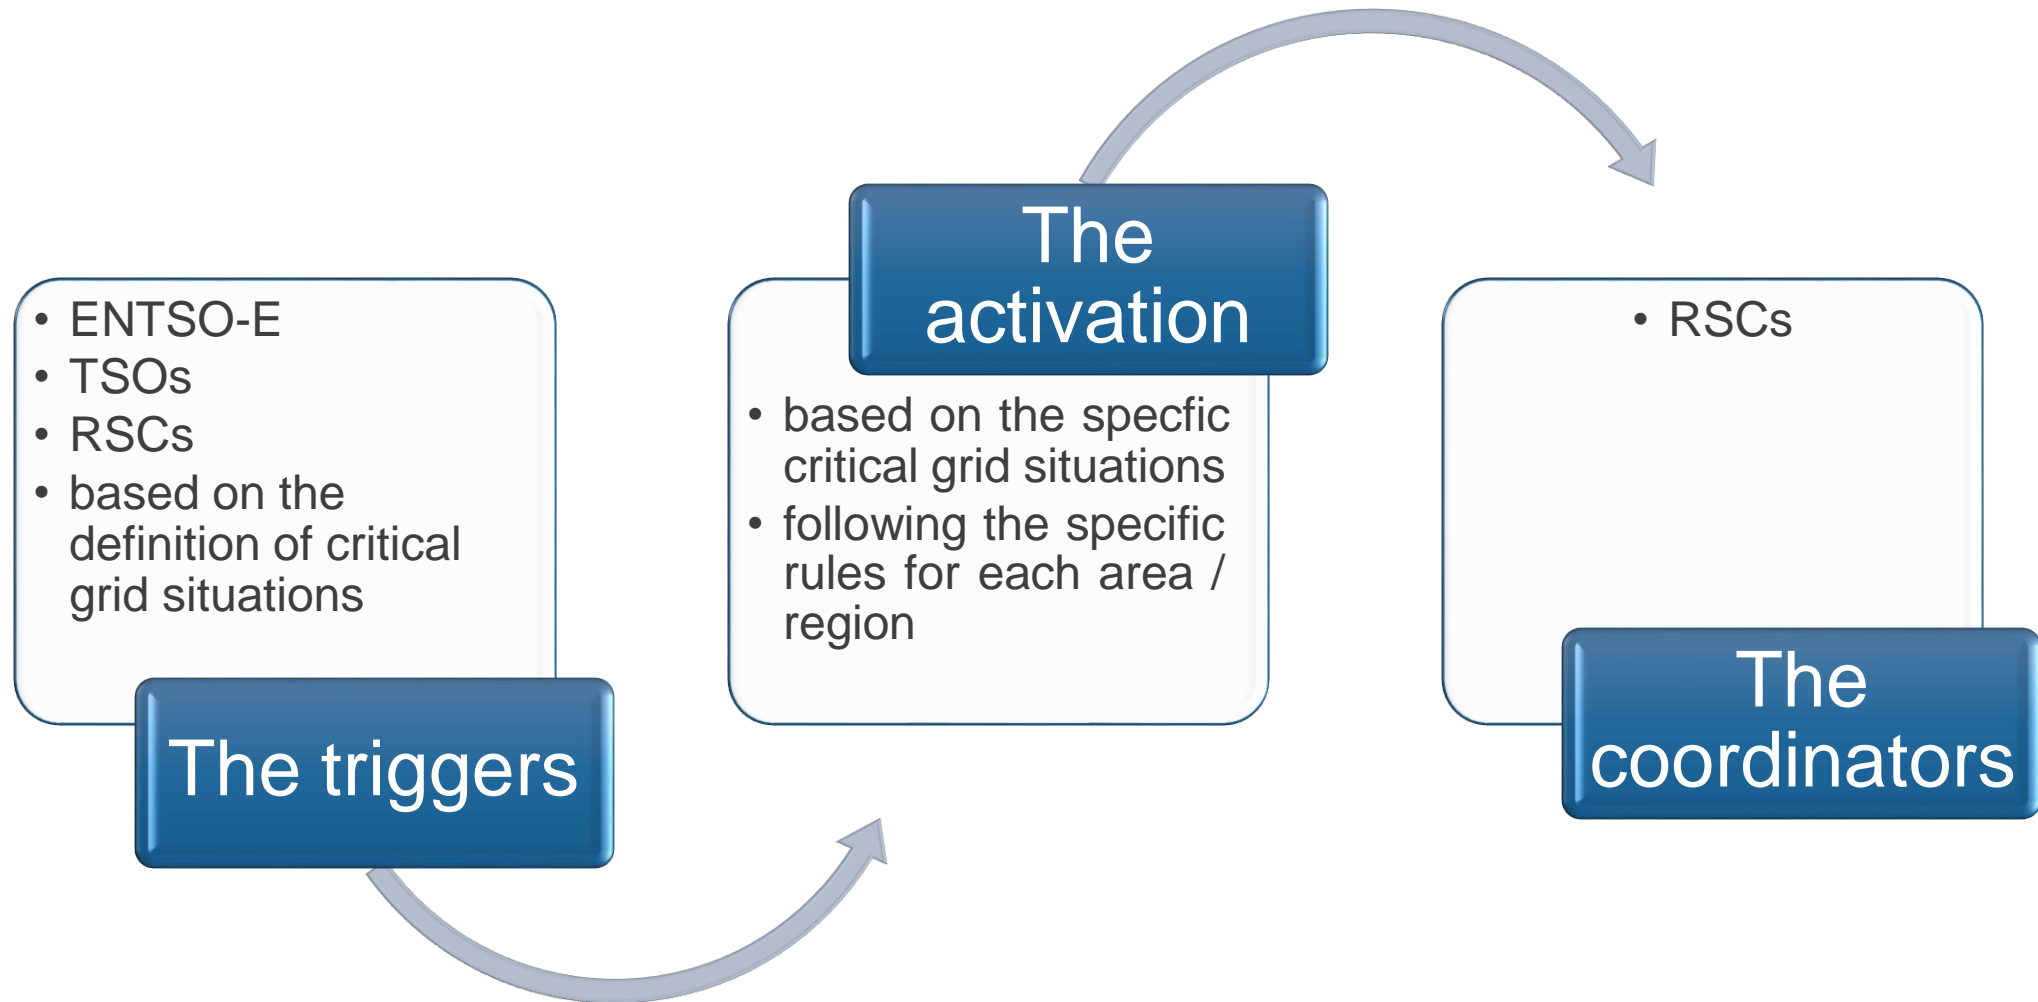 • ENTSO-E
• TSOs
• RSCs
• based on the
definition of critical
grid situations
The triggers
The
activation
• based on the specfic
critical grid situations
• following the specific
rules for each area /
region
• RSCs
The
coordinators